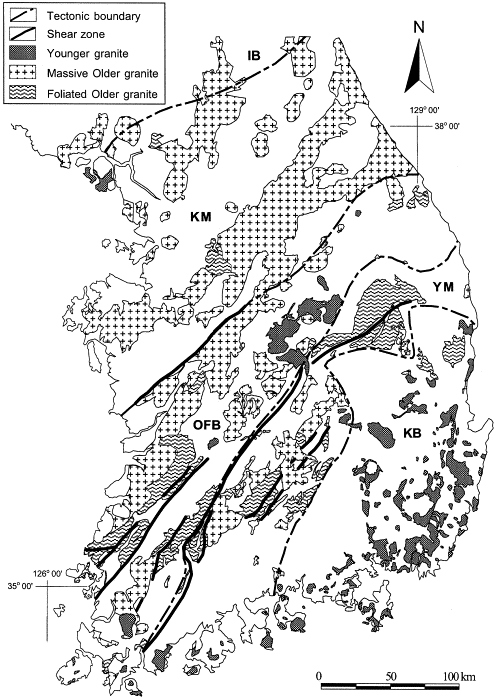 Tectonic boundary
Shear zone
Younger granite
Massive Older granite
Foliated Older granite
IB
N
129° 00'
38° 00'
KM
YM
OFB
KB
126° 00'
35° 00'
0 50 100 km